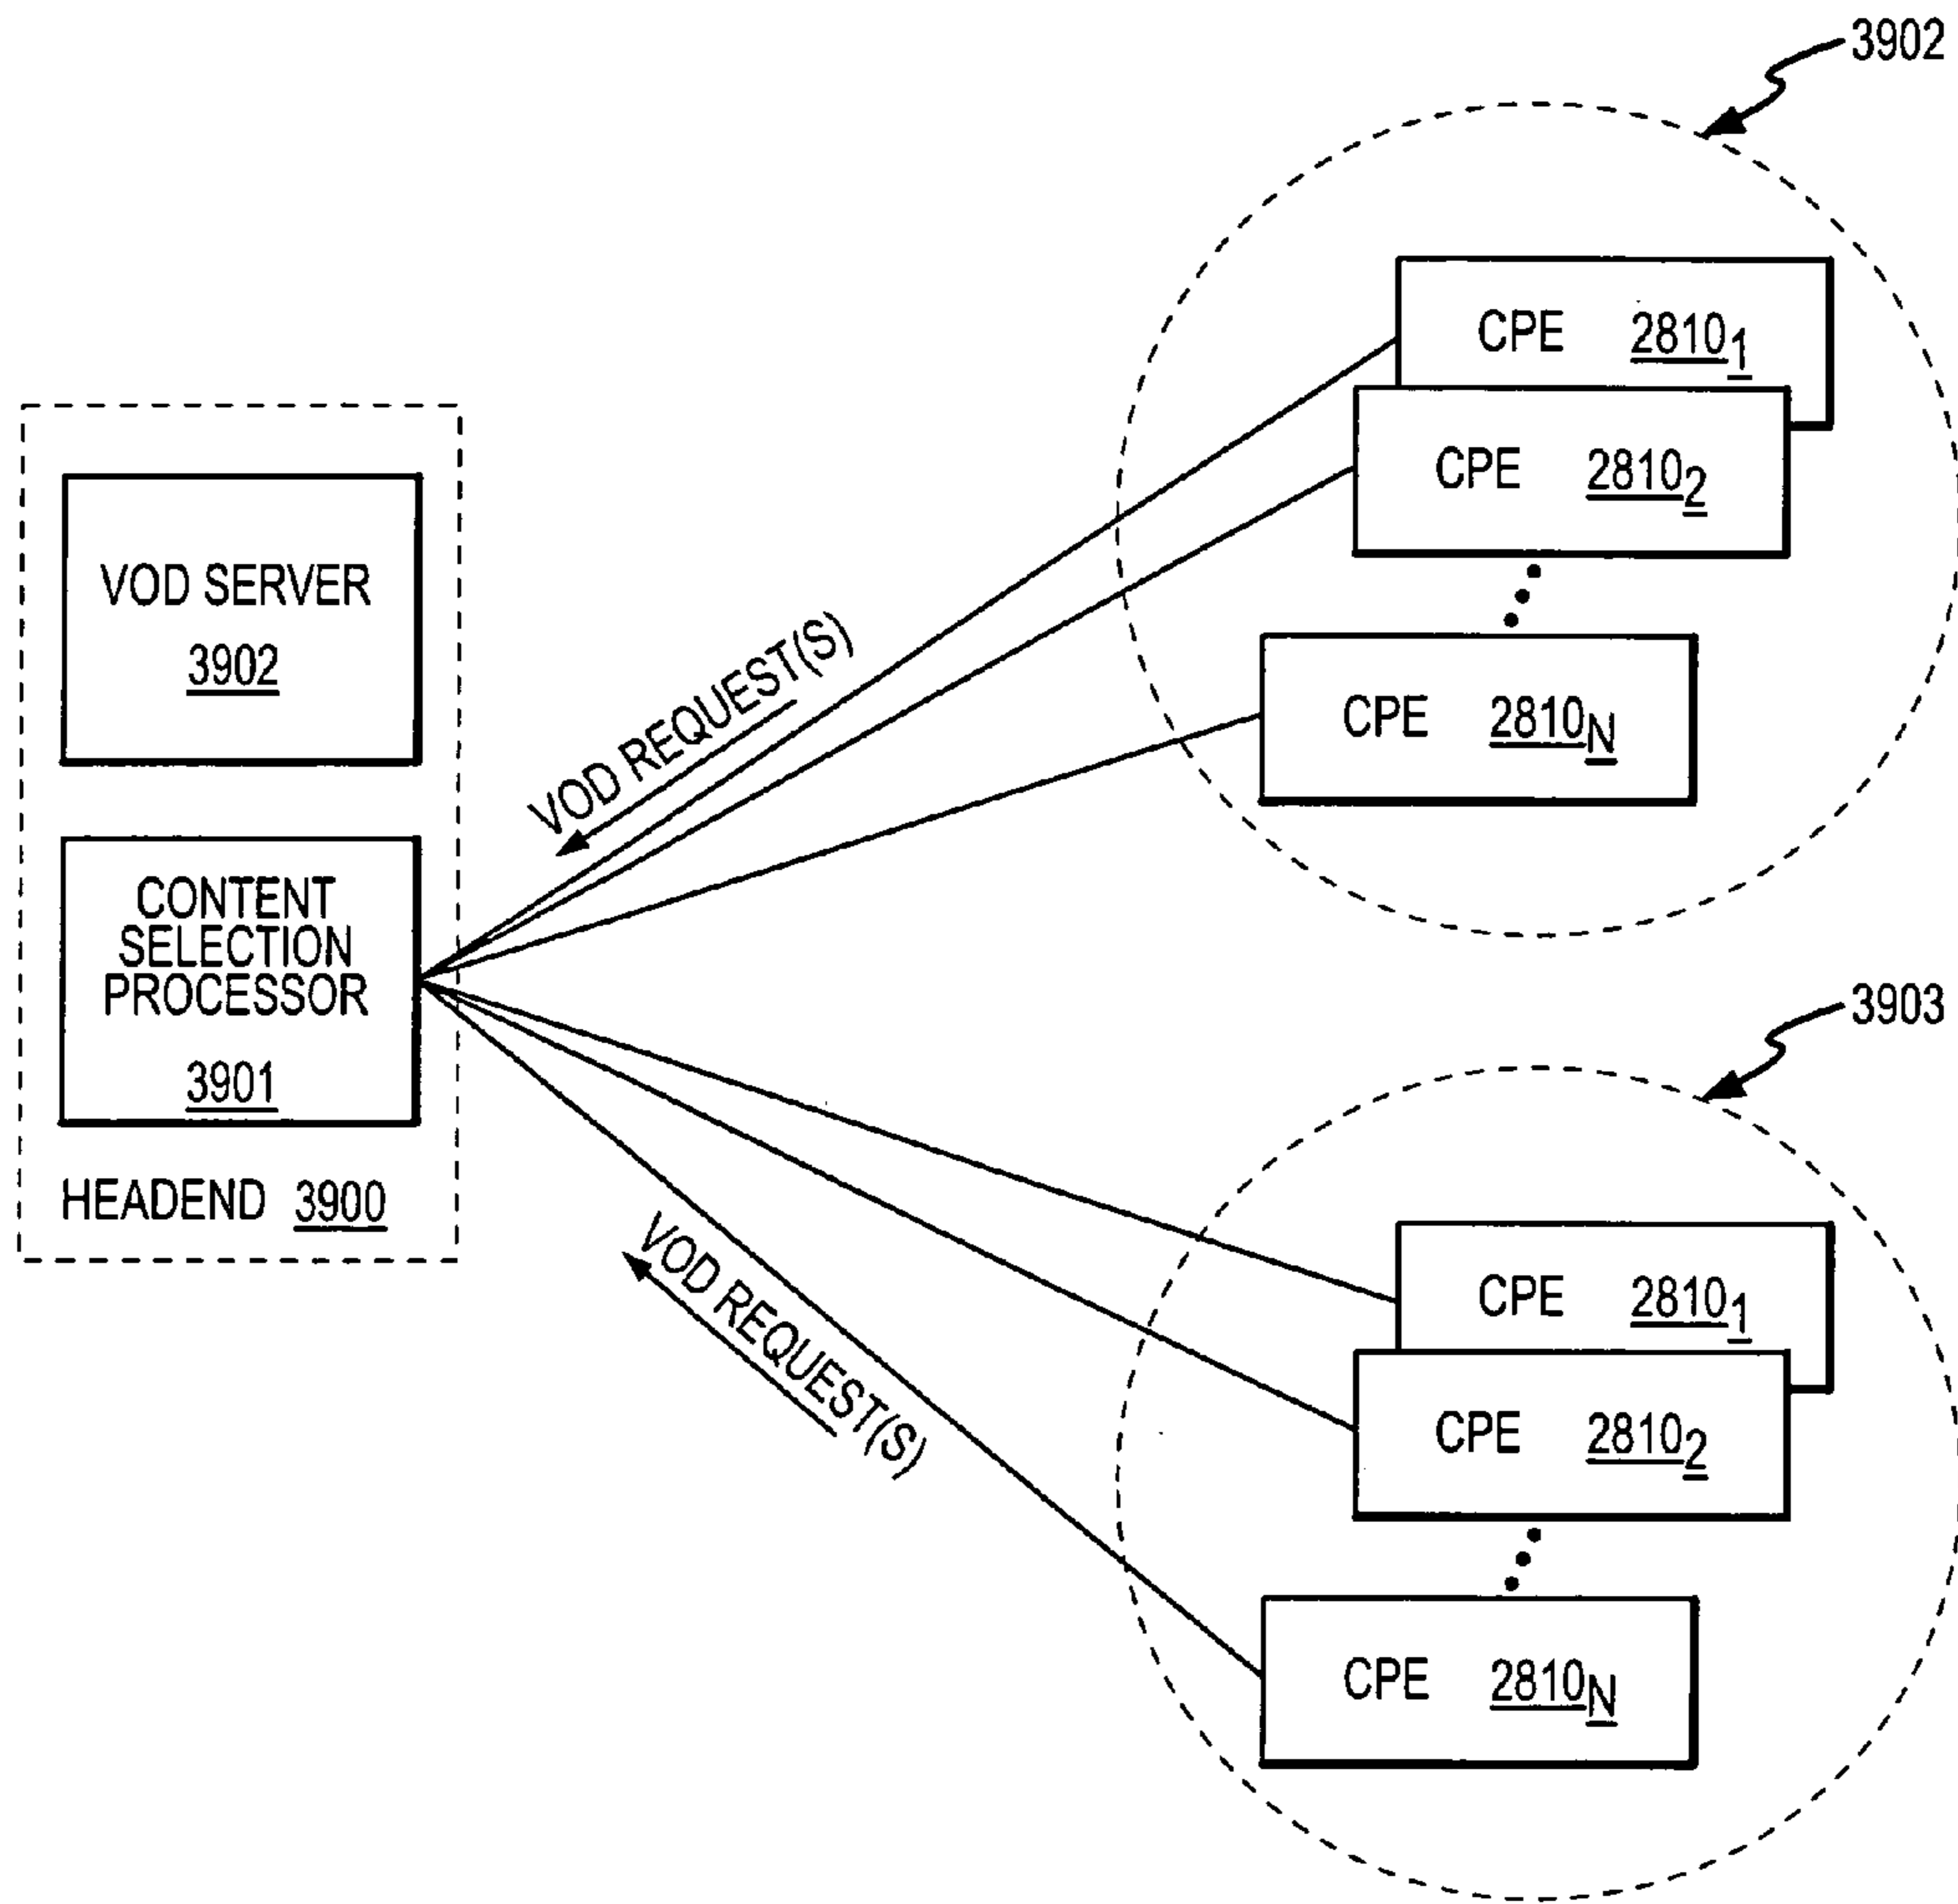 3902
CPE 2810₁
CPE 2810₂
CPE 2810N
VOD SERVER
3902
VOD REQUEST(S)
CONTENT
SELECTION
PROCESSOR
3901
HEADEND 3900
VOD REQUEST(S)
3903
CPE 2810₁
CPE 2810₂
CPE 2810N